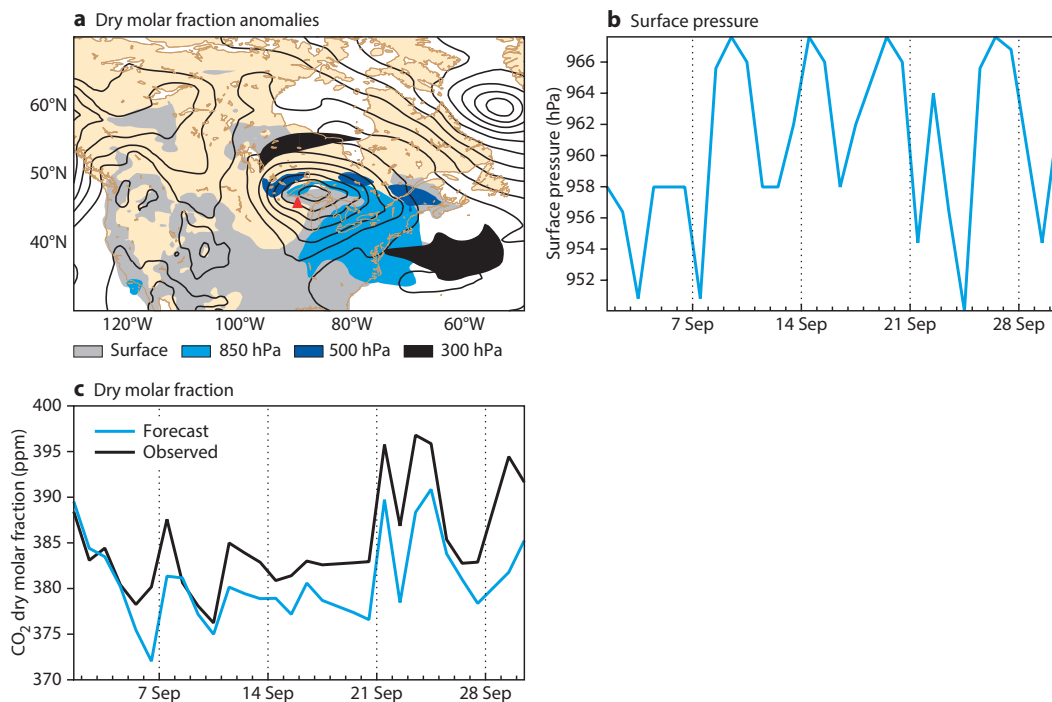 a Dry molar fraction anomalies
60°N
50°N
40°N
120°W 100°W 80°W 60°W
Surface 850 hPa 500 hPa 300 hPa
b Surface pressure
Surface pressure (hPa)
966
964
962
960
958
956
954
952
7 Sep 14 Sep 21 Sep 28 Sep
c Dry molar fraction
CO₂ dry molar fraction (ppm)
400
395
390
385
380
375
370
Forecast
Observed
7 Sep 14 Sep 21 Sep 28 Sep